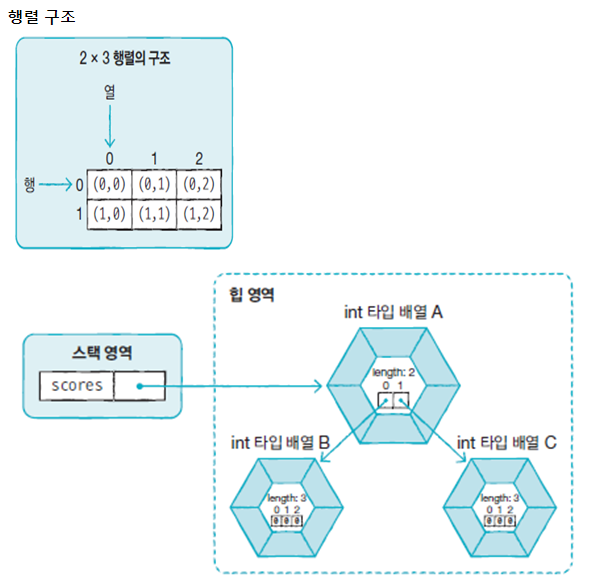 행렬 구조
2 × 3 행렬의 구조
열
0 1 2
행 0 (0,0) (0,1) (0,2)
1 (1,0) (1,1) (1,2)
힙 영역
int 타입 배열 A
스택 영역
scores
length: 2
0 1
int 타입 배열 B
int 타입 배열 C
length: 3
0 1 2
0 0 0
length: 3
0 1 2
0 0 0